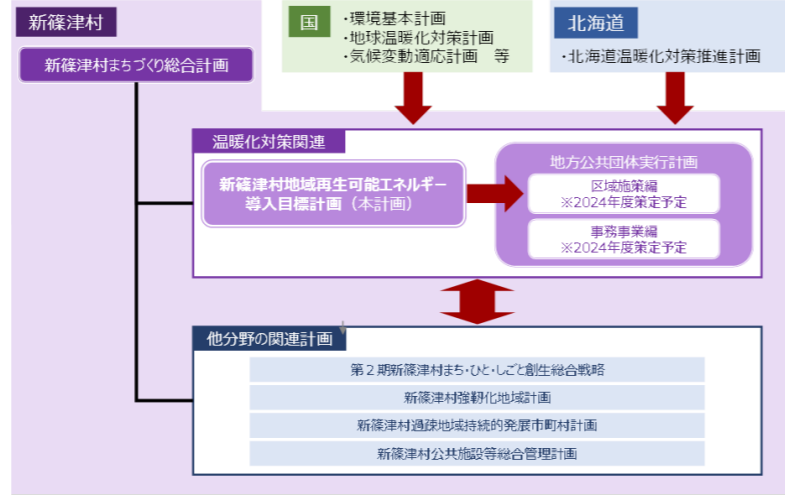 新篠津村
新篠津村まちづくり総合計画
国
・環境基本計画
・地球温暖化対策計画
・気候変動適応計画　等
北海道
・北海道温暖化対策推進計画
温暖化対策関連
新篠津村地域再生可能エネルギー
導入目標計画（本計画）
地方公共団体実行計画
区域施策編
※2024年度策定予定
事務事業編
※2024年度策定予定
他分野の関連計画
第２期新篠津村まち・ひと・しごと創生総合戦略
新篠津村強靭化地域計画
新篠津村過疎地域持続的発展市町村計画
新篠津村公共施設等総合管理計画